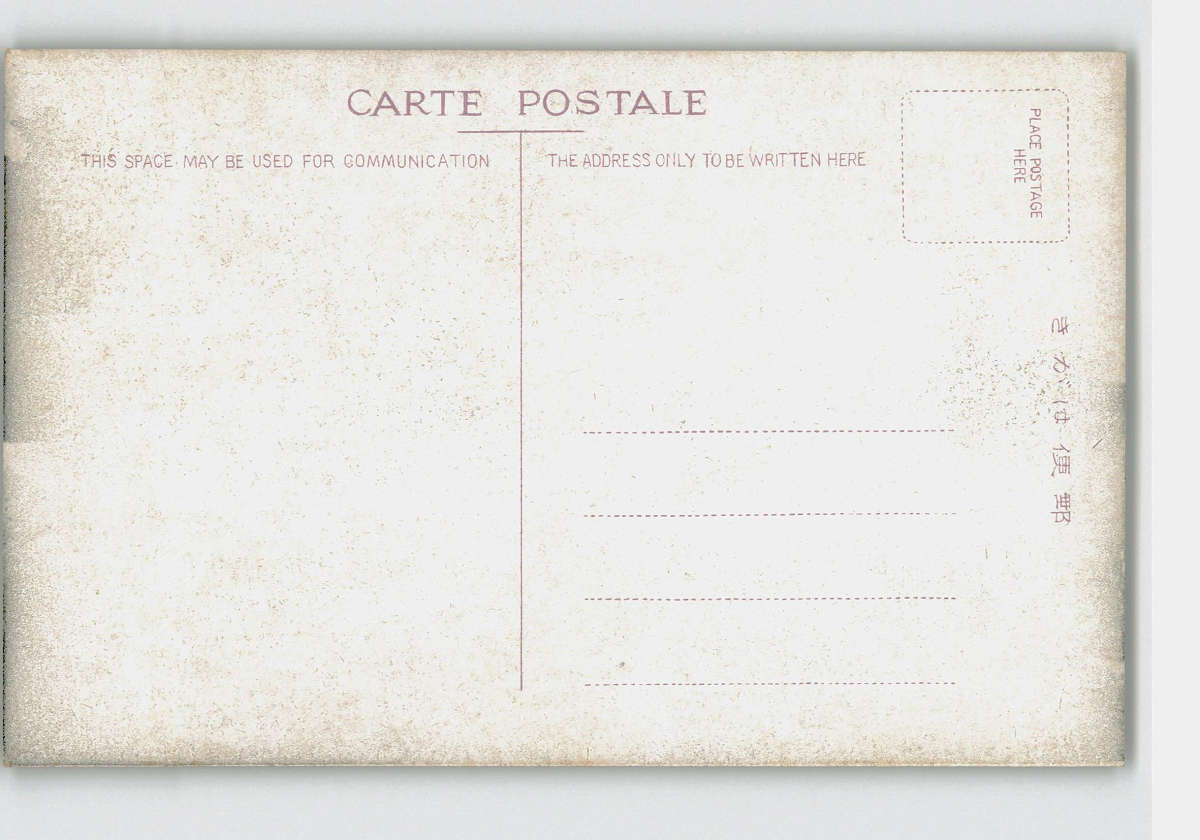 CARTE POSTALE
THIS SPACE MAY BE USED FOR COMMUNICATION
THE ADDRESS ONLY TO BE WRITTEN HERE
PLACE POSTAGE
HERE
郵便はがき